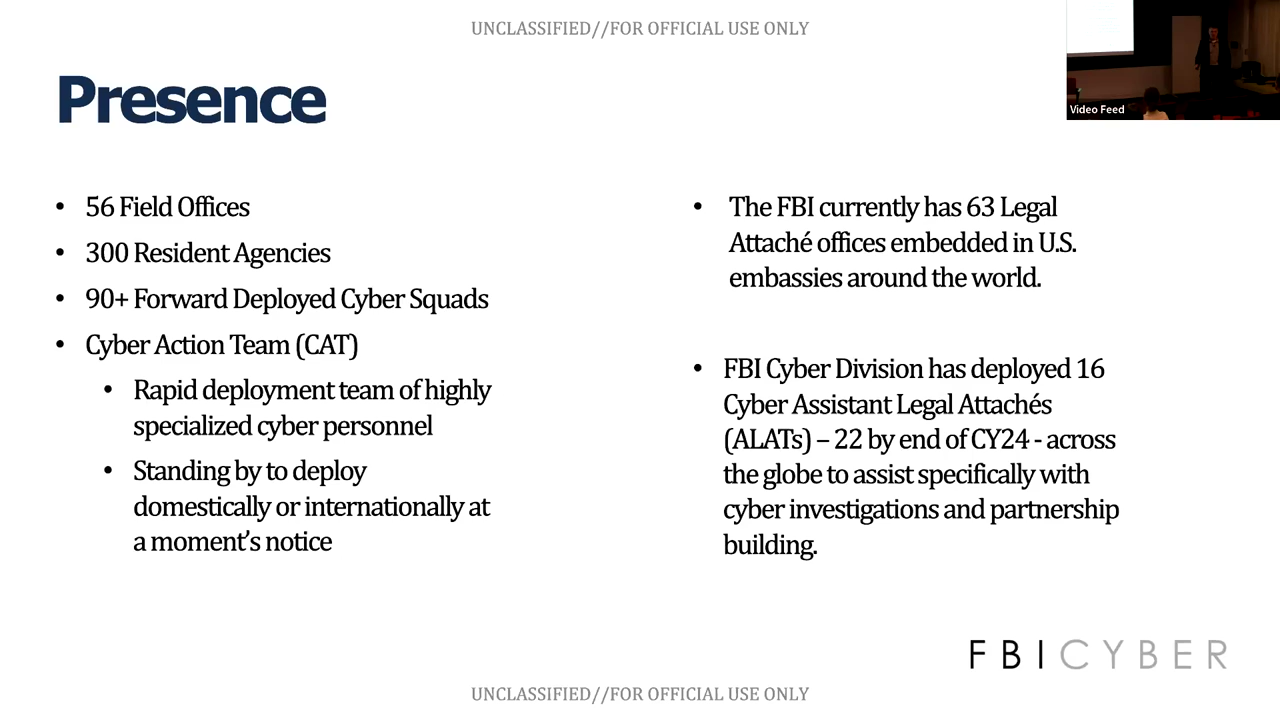 UNCLASSIFIED//FOR OFFICIAL USE ONLY
Video Feed
Presence
• 56 Field Offices
• 300 Resident Agencies
• 90+ Forward Deployed Cyber Squads
• Cyber Action Team (CAT)
• Rapid deployment team of highly
specialized cyber personnel
• Standing by to deploy
domestically or internationally at
a moment’s notice
• The FBI currently has 63 Legal
Attaché offices embedded in U.S.
embassies around the world.
• FBI Cyber Division has deployed 16
Cyber Assistant Legal Attachés
(ALATs) – 22 by end of CY24 - across
the globe to assist specifically with
cyber investigations and partnership
building.
FBI CYBER
UNCLASSIFIED//FOR OFFICIAL USE ONLY